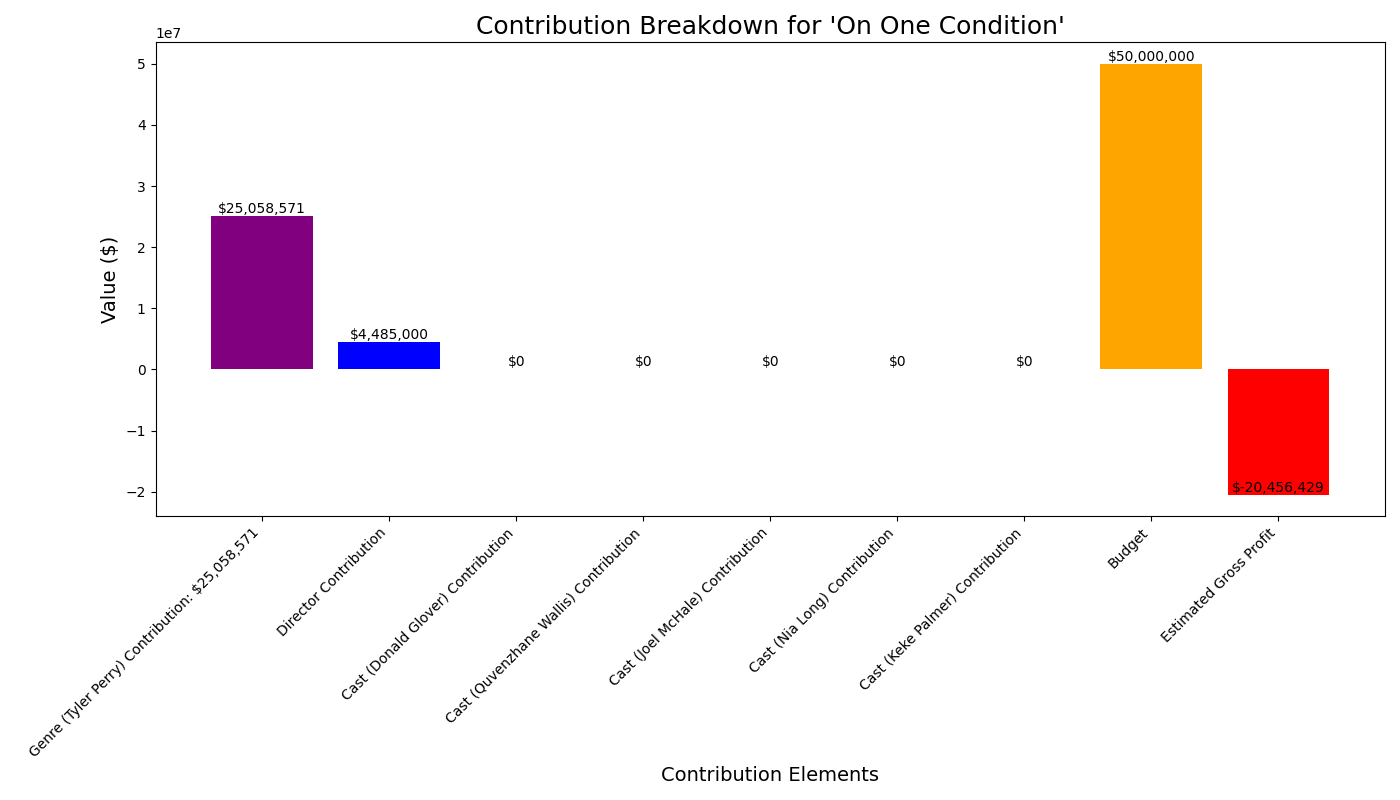 Contribution Breakdown for 'On One Condition'
1e7
5
4
3
2
1
0
−1
−2
Value ($)
$25,058,571
$4,485,000
$0
$0
$0
$0
$0
$50,000,000
$-20,456,429
Genre (Tyler Perry) Contribution: $25,058,571
Director Contribution
Cast (Donald Glover) Contribution
Cast (Quvenzhane Wallis) Contribution
Cast (Joel McHale) Contribution
Cast (Nia Long) Contribution
Cast (Keke Palmer) Contribution
Budget
Estimated Gross Profit
Contribution Elements